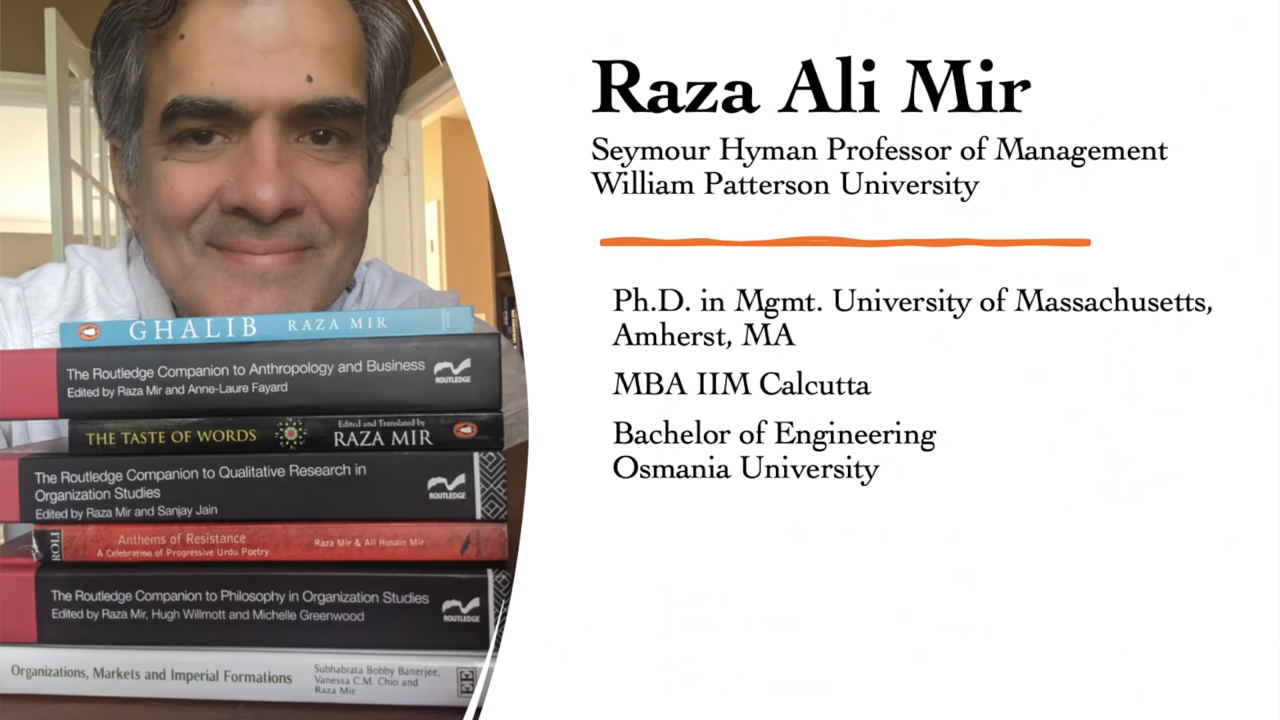 Raza Ali Mir
Seymour Hyman Professor of Management
William Patterson University
Ph.D. in Mgmt. University of Massachusetts,
Amherst, MA
MBA IIM Calcutta
Bachelor of Engineering
Osmania University
GHALIB RAZA MIR
The Routledge Companion to Anthropology and Business
Edited by Raza Mir and Anne-Laure Fayard
ROUTLEDGE
THE TASTE OF WORDS
Edited and Translated by
RAZA MIR
The Routledge Companion to Qualitative Research in
Organization Studies
Edited by Raza Mir and Sanjay Jain
ROUTLEDGE
ROLI
Anthems of Resistance
A Celebration of Progressive Urdu Poetry
Raza Mir & Ali Husain Mir
The Routledge Companion to Philosophy in Organization Studies
Edited by Raza Mir, Hugh Willmott and Michelle Greenwood
ROUTLEDGE
Organizations, Markets and Imperial Formations
Subhabrata Bobby Banerjee,
Vanessa C.M. Chio and
Raza Mir
EE